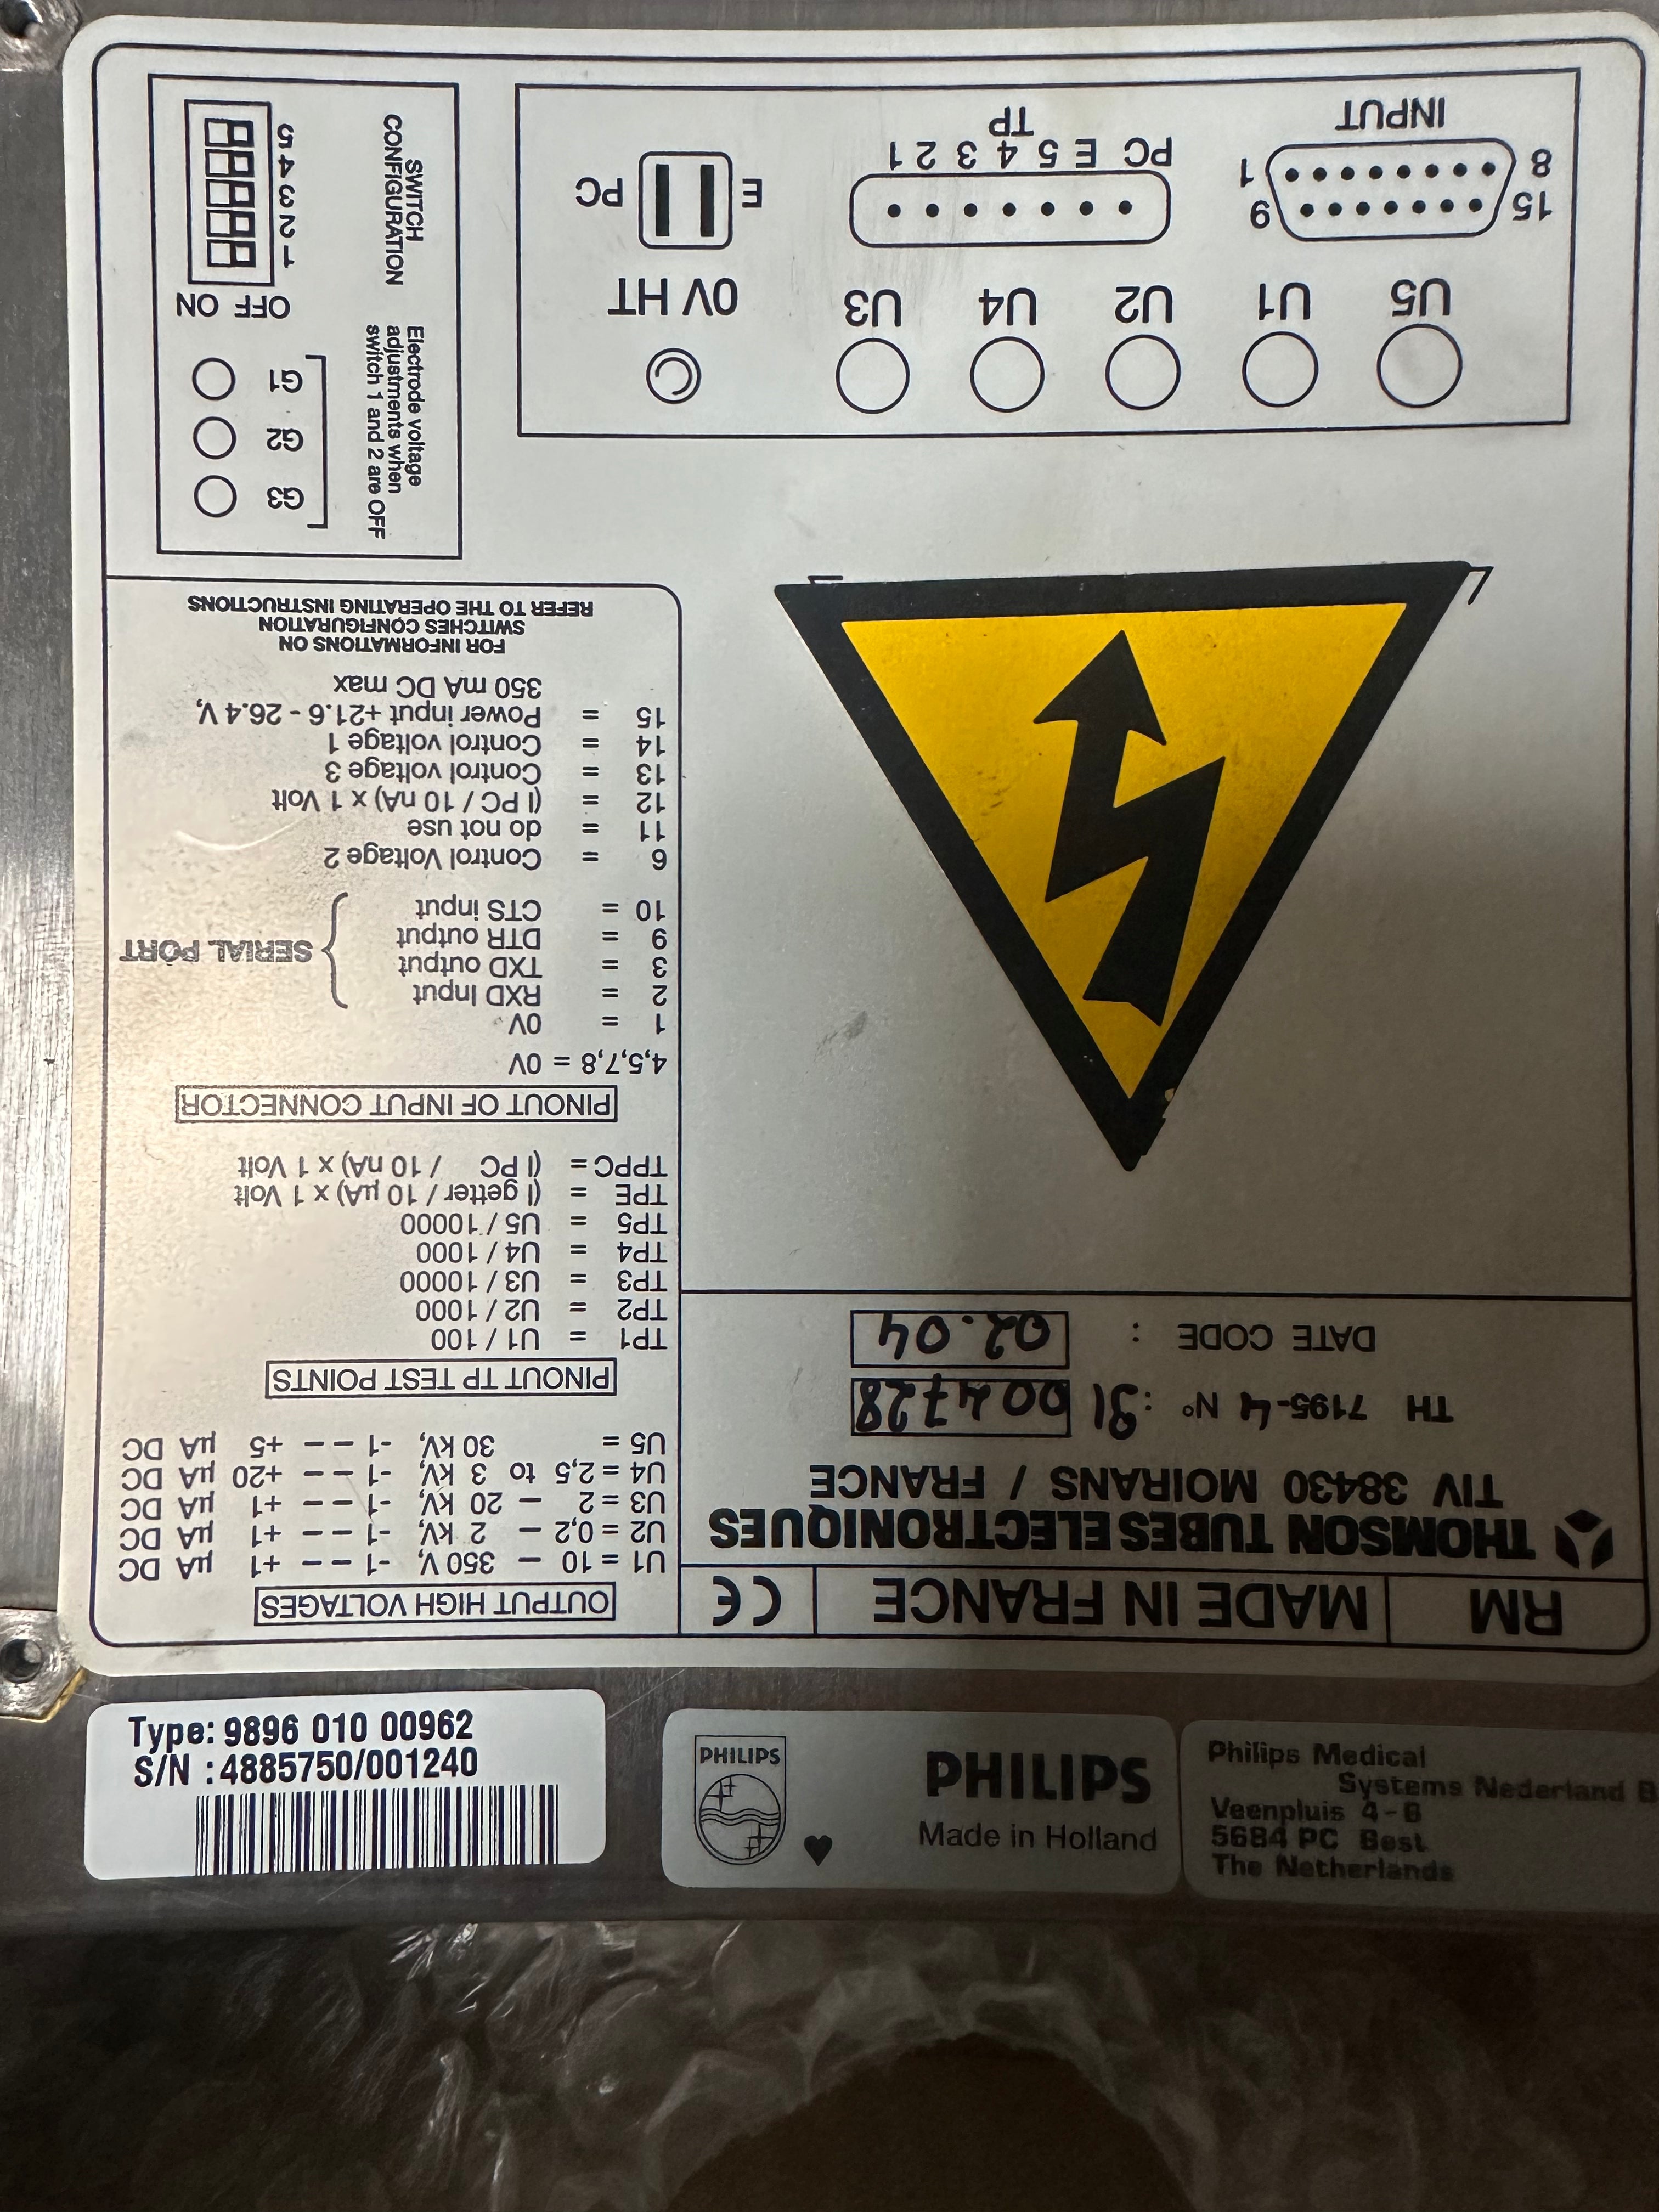 RM
MADE IN FRANCE
CE
THOMSON TUBES ELECTRONIQUES
TIV 38430 MOIRANS / FRANCE
TH 7195-4 N° :
004728
DATE CODE :
02.04
OUTPUT HIGH VOLTAGES
U1 = 10 - 350 V, -1 --- +1 µA DC
U2 = 0,2 - 2 kV, -1 --- +1 µA DC
U3 = 2 - 20 kV, -1 --- +1 µA DC
U4 = 2,5 to 3 kV, -1 --- +20 µA DC
U5 = 30 kV, -1 --- +5 µA DC
PINOUT TP TEST POINTS
TP1 = U1 / 100
TP2 = U2 / 1000
TP3 = U3 / 10000
TP4 = U4 / 1000
TP5 = U5 / 10000
TPE = (I getter / 10 µA) x 1 Volt
TPPC = (I PC / 10 nA) x 1 Volt
PINOUT OF INPUT CONNECTOR
4,5,7,8 = 0V
1 = 0V
2 = RXD Input
3 = TXD output
9 = DTR output
10 = CTS input
SERIAL PORT
6 = Control Voltage 2
11 = do not use
12 = (I PC / 10 nA) x 1 Volt
13 = Control voltage 3
14 = Control voltage 1
15 = Power input +21.6 - 26.4 V,
350 mA DC max
FOR INFORMATIONS ON
SWITCHES CONFIGURATION
REFER TO THE OPERATING INSTRUCTIONS
U5 U1 U2 U4 U3 0V HT
15 9
8 1
INPUT
PC E 5 4 3 2 1
TP
E PC
G3
G2
G1
Electrode voltage
adjustments when
switch 1 and 2 are OFF
OFF ON
1
2
3
4
5
SWITCH
CONFIGURATION
Type: 9896 010 00962
S/N : 4885750/001240
PHILIPS
PHILIPS
Made in Holland
Philips Medical
Systems Nederland B
Veenpluis 4-6
5684 PC Best
The Netherlands